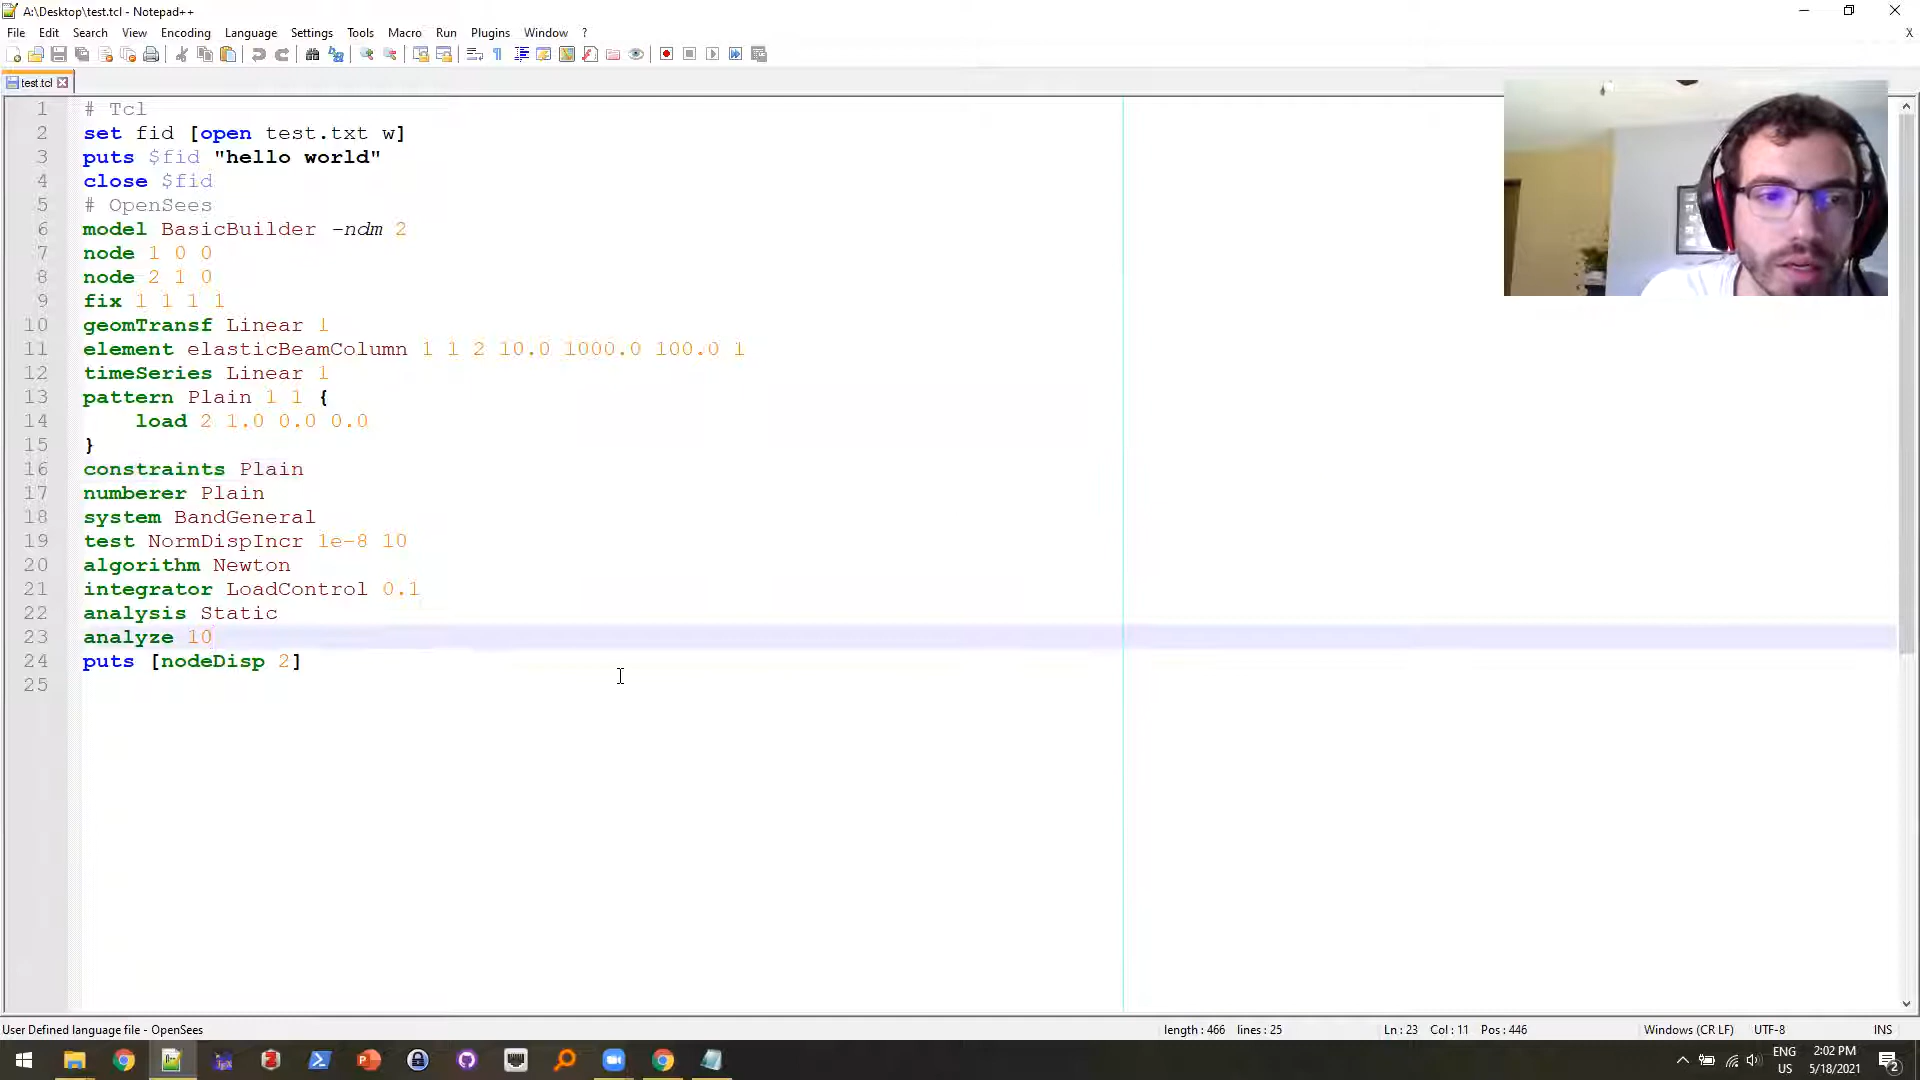 A:\Desktop\test.tcl - Notepad++
File Edit Search View Encoding Language Settings Tools Macro Run Plugins Window ? X
test.tcl
1 # Tcl
2 set fid [open test.txt w]
3 puts $fid "hello world"
4 close $fid
5 # OpenSees
6 model BasicBuilder -ndm 2
7 node 1 0 0
8 node 2 1 0
9 fix 1 1 1 1
10 geomTransf Linear 1
11 element elasticBeamColumn 1 1 2 10.0 1000.0 100.0 1
12 timeSeries Linear 1
13 pattern Plain 1 1 {
14 load 2 1.0 0.0 0.0
15 }
16 constraints Plain
17 numberer Plain
18 system BandGeneral
19 test NormDispIncr 1e-8 10
20 algorithm Newton
21 integrator LoadControl 0.1
22 analysis Static
23 analyze 10
24 puts [nodeDisp 2]
25
User Defined language file - OpenSees length : 466 lines : 25 Ln : 23 Col : 11 Pos : 446 Windows (CR LF) UTF-8 INS
ENG 2:02 PM
US 5/18/2021 2